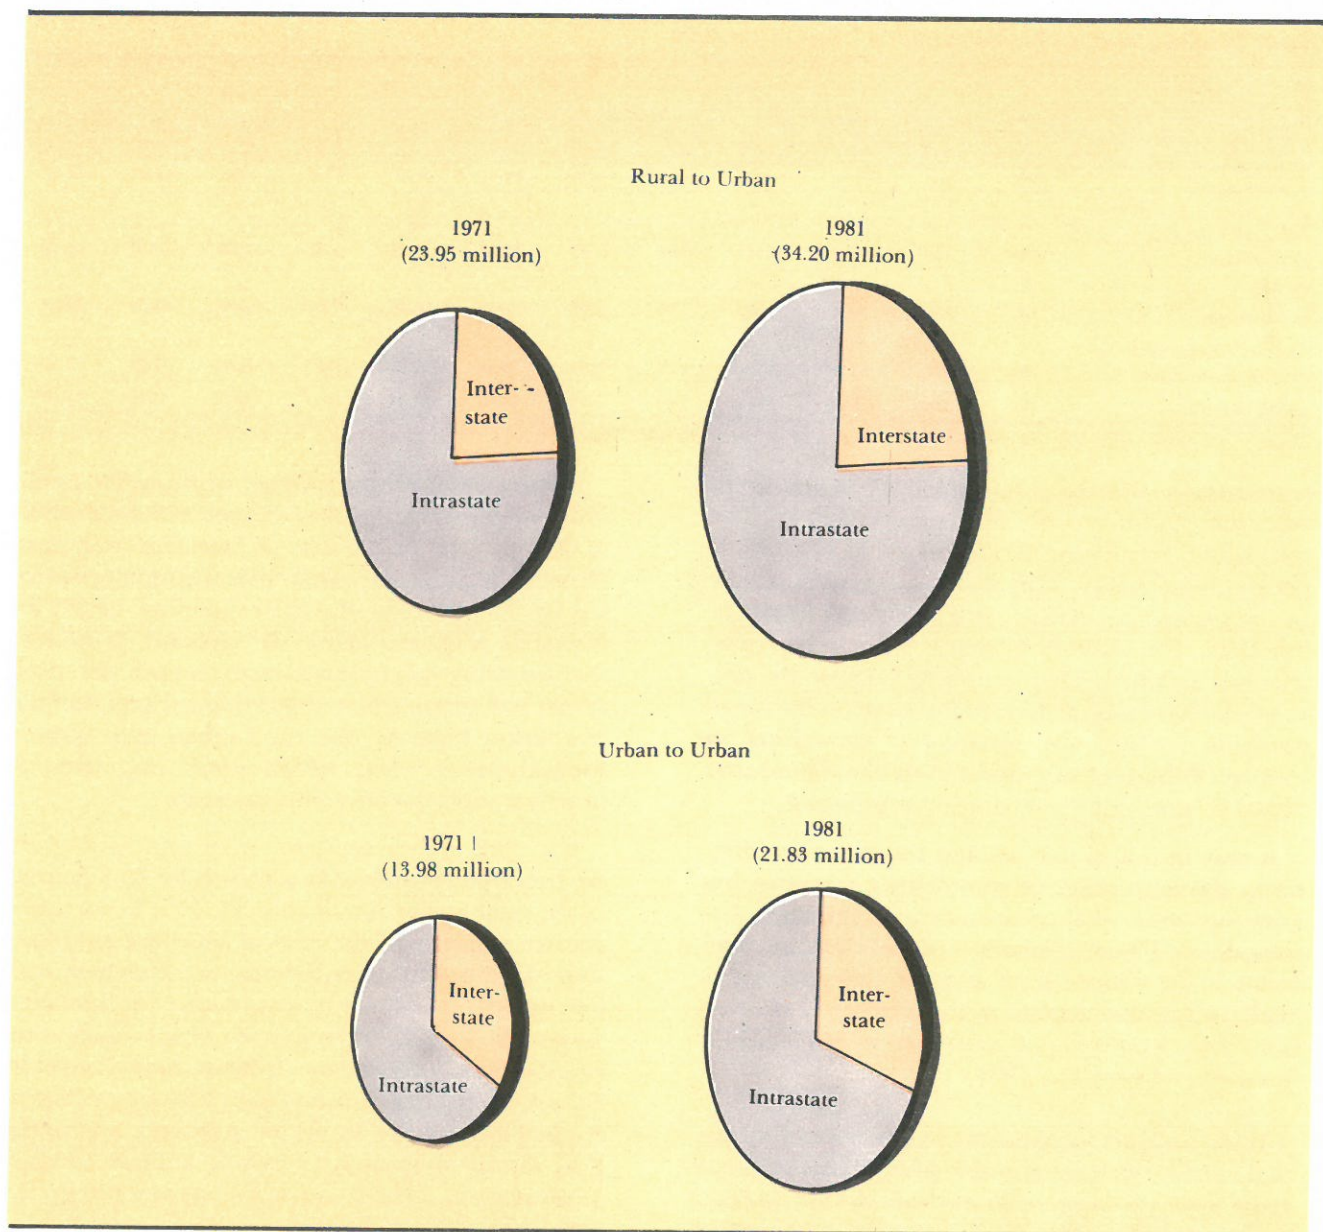 Rural to Urban
1971
(23.95 million)
1981
(34.20 million)
Inter-
state
Intrastate
Interstate
Intrastate
Urban to Urban
1971
(13.98 million)
1981
(21.83 million)
Inter-
state
Intrastate
Inter-
state
Intrastate